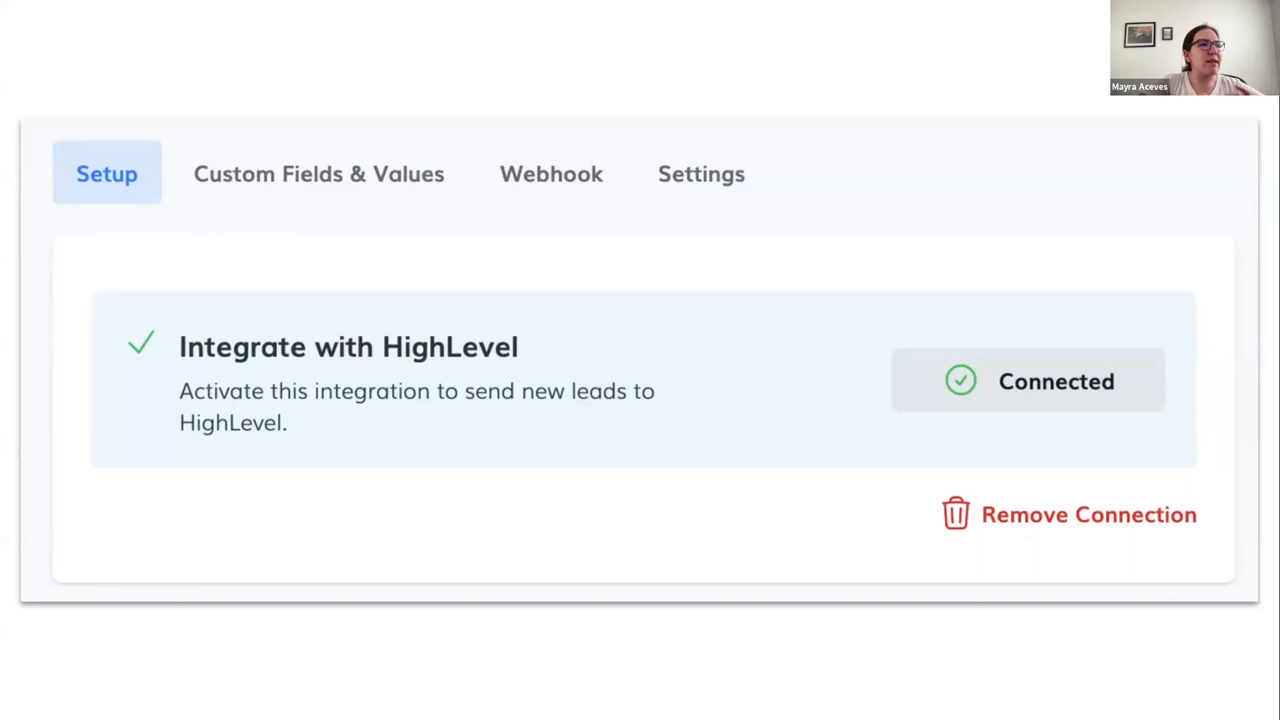 Mayra Aceves
Setup
Custom Fields & Values
Webhook
Settings
Integrate with HighLevel
Activate this integration to send new leads to
HighLevel.
Connected
Remove Connection